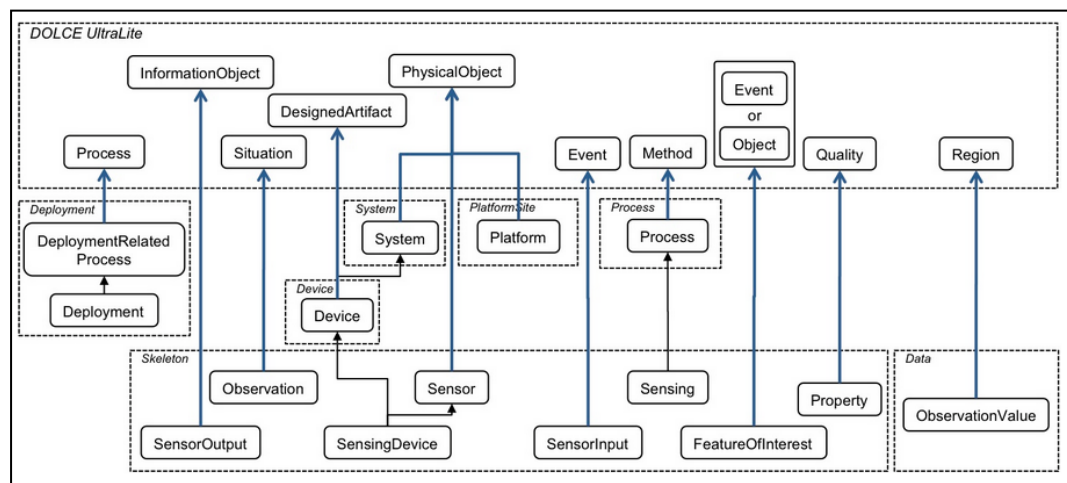 DOLCE UltraLite
InformationObject
PhysicalObject
DesignedArtifact
Event
or
Object
Process
Situation
Event
Method
Quality
Region
Deployment
DeploymentRelated
Process
Deployment
System
System
PlatformSite
Platform
Process
Process
Device
Device
Skeleton
Observation
Sensor
Sensing
Property
SensorOutput
SensingDevice
SensorInput
FeatureOfInterest
Data
ObservationValue